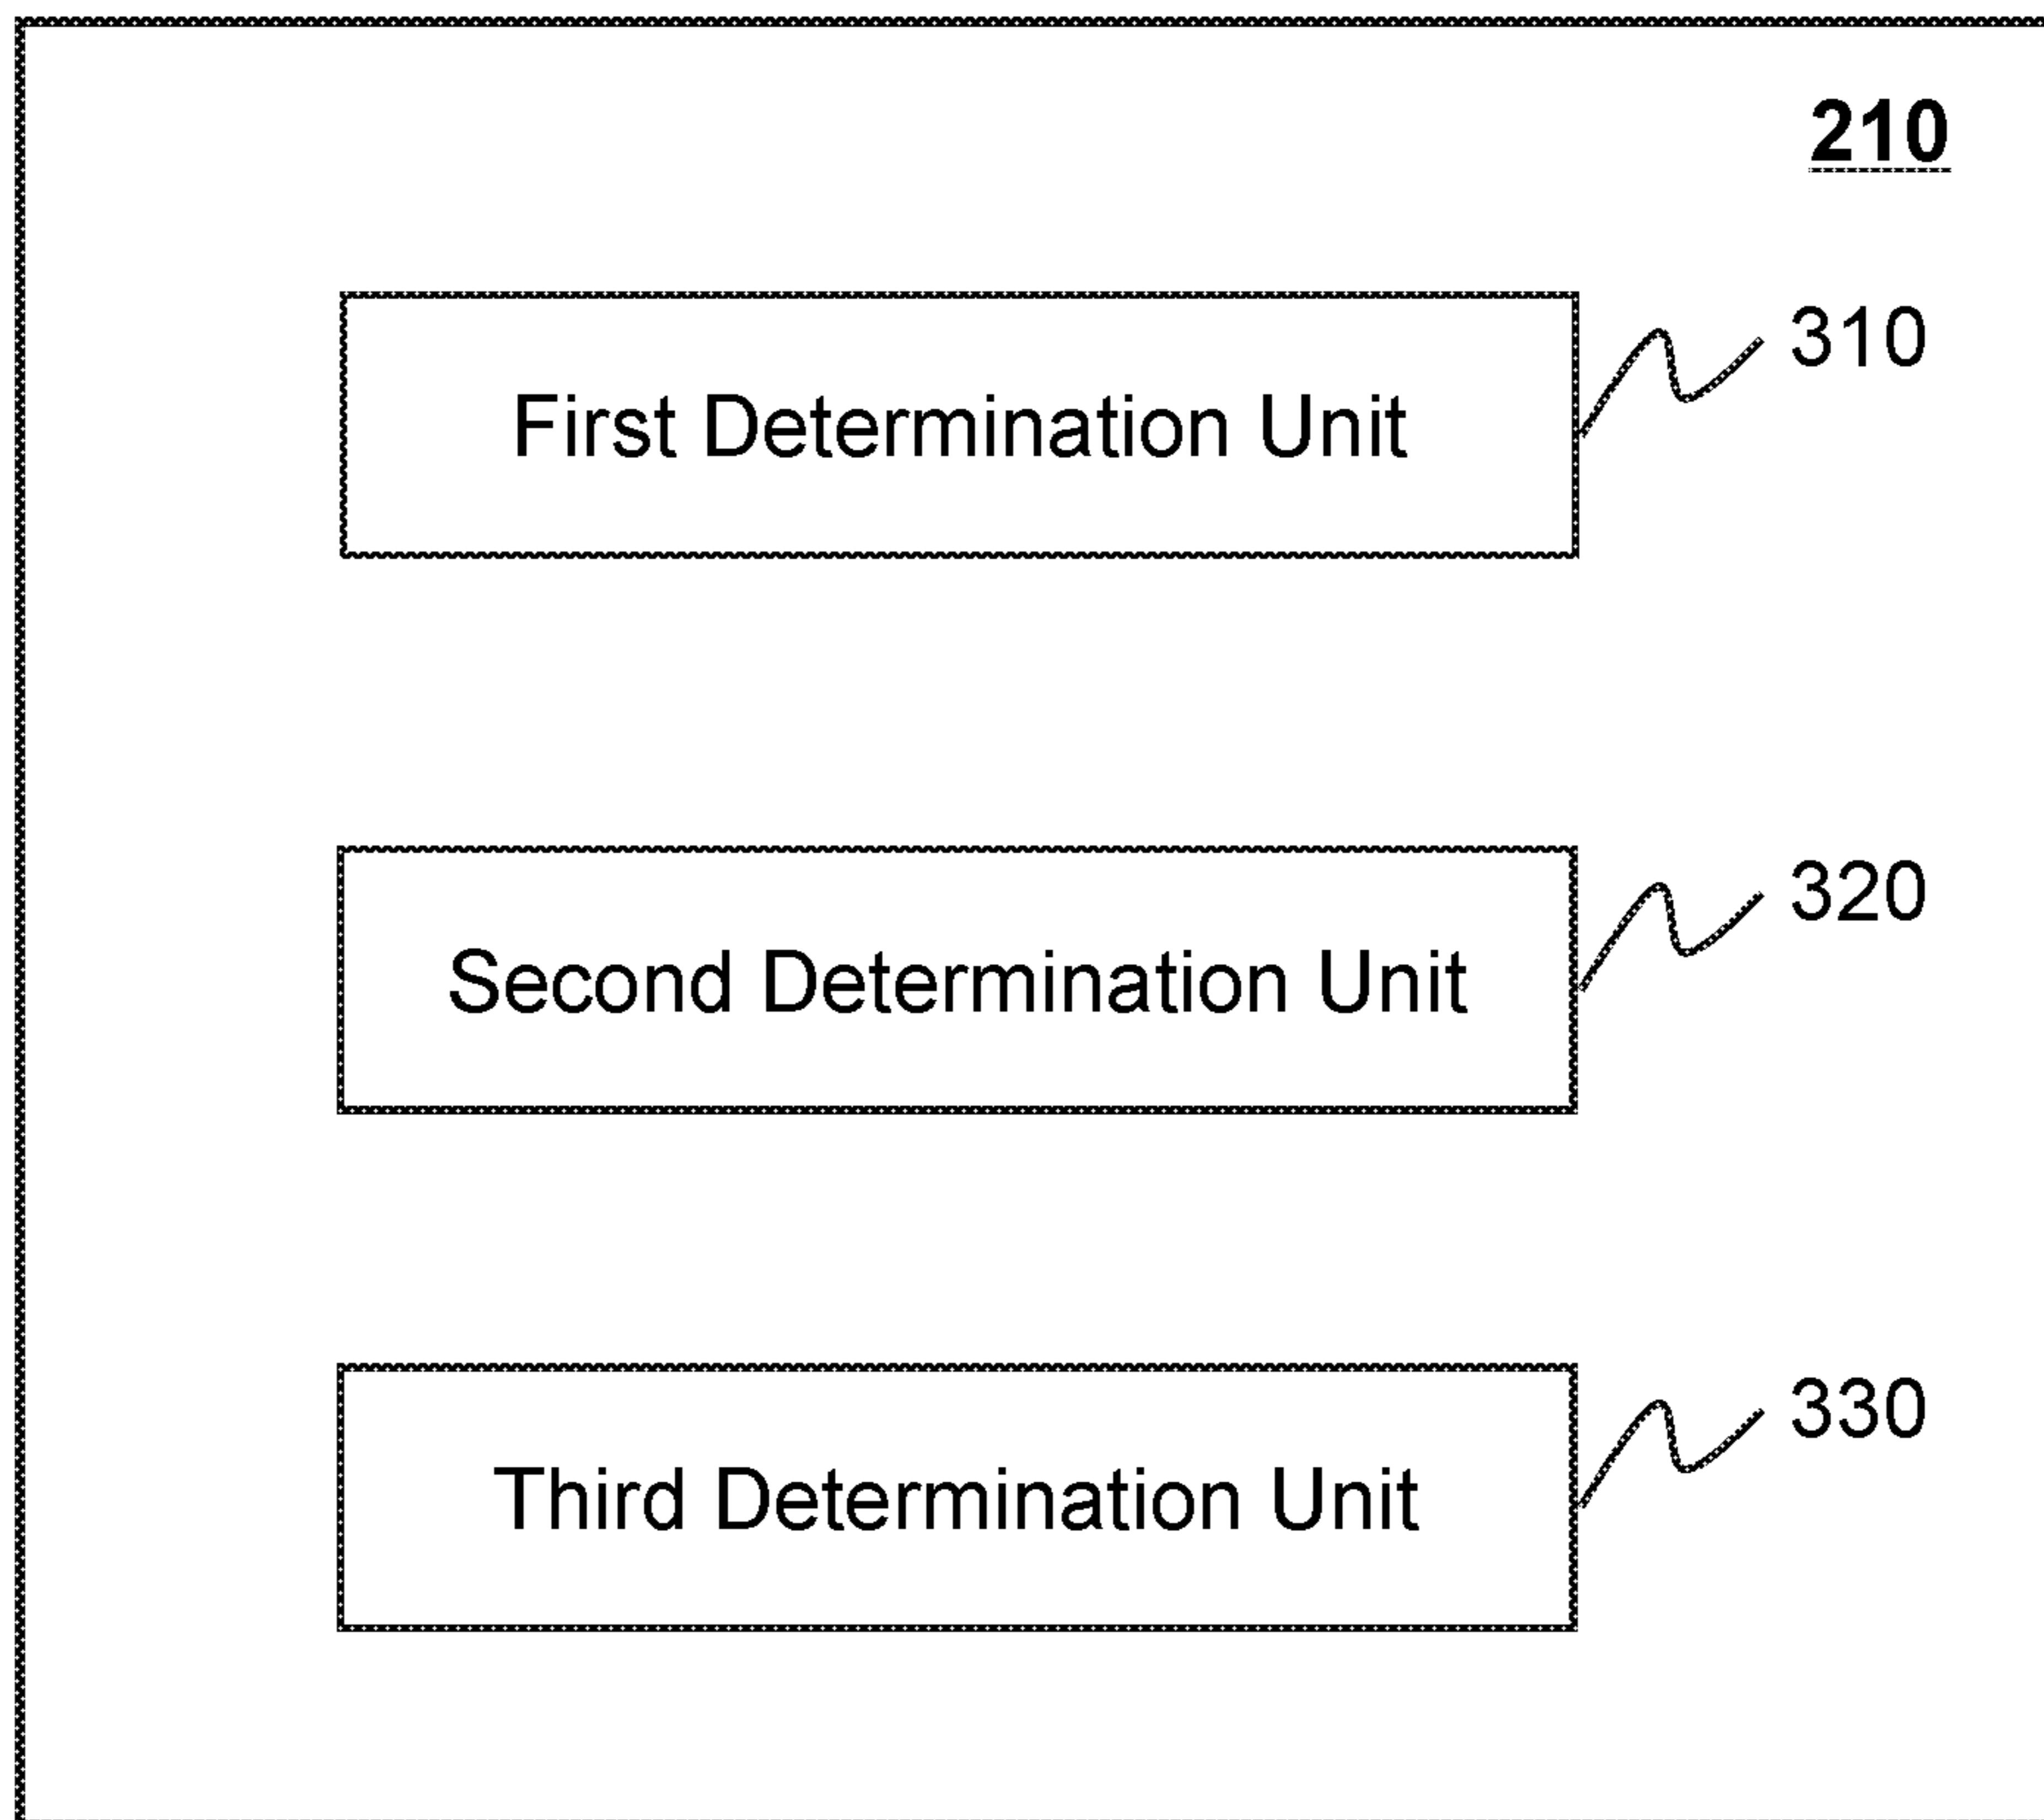 210
310
First Determination Unit
320
Second Determination Unit
330
Third Determination Unit